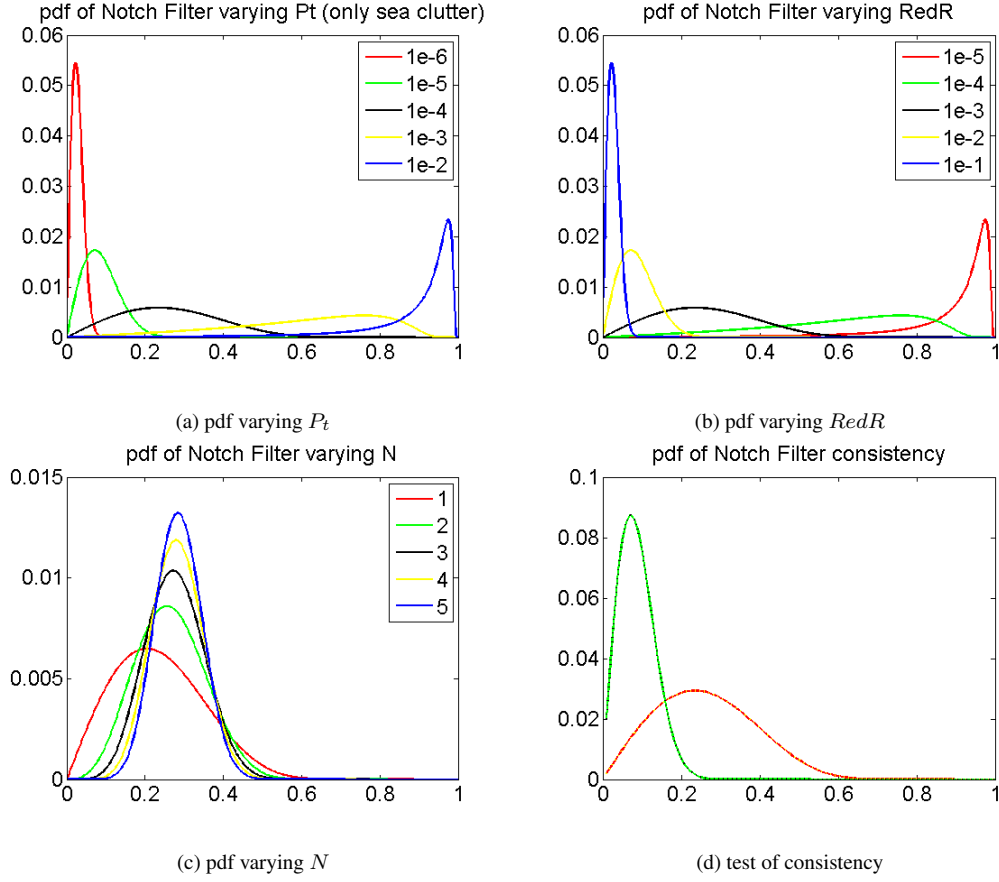 pdf of Notch Filter varying Pt (only sea clutter)
0.06
0.05
0.04
0.03
0.02
0.01
0
0 0.2 0.4 0.6 0.8 1
1e-6
1e-5
1e-4
1e-3
1e-2
(a) pdf varying Pt
pdf of Notch Filter varying RedR
0.06
0.05
0.04
0.03
0.02
0.01
0
0 0.2 0.4 0.6 0.8 1
1e-5
1e-4
1e-3
1e-2
1e-1
(b) pdf varying RedR
pdf of Notch Filter varying N
0.015
0.01
0.005
0
0 0.2 0.4 0.6 0.8 1
1
2
3
4
5
(c) pdf varying N
pdf of Notch Filter consistency
0.1
0.08
0.06
0.04
0.02
0
0 0.2 0.4 0.6 0.8 1
(d) test of consistency